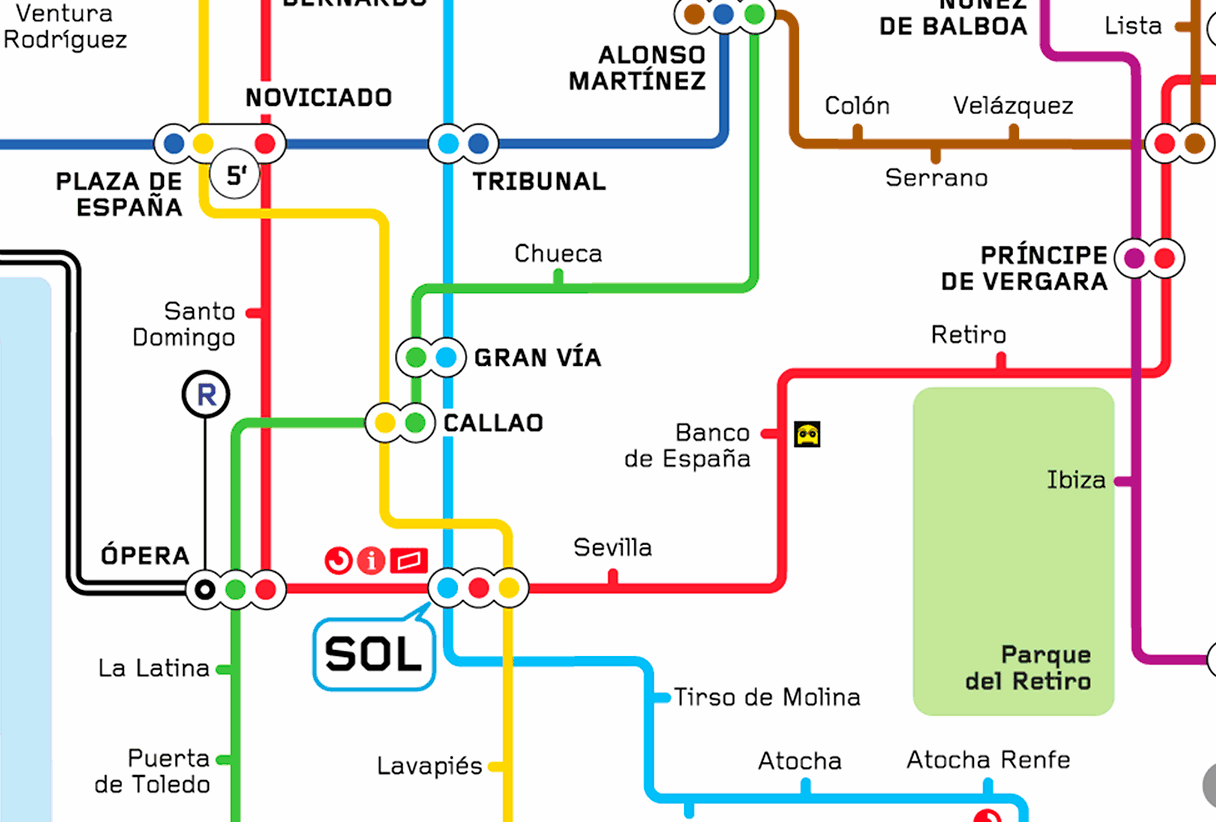 BERNARDO
Ventura
Rodríguez
NÚÑEZ
DE BALBOA
Lista
ALONSO
MARTÍNEZ
NOVICIADO
Colón
Velázquez
5'
PLAZA DE
ESPAÑA
TRIBUNAL
Serrano
Chueca
PRÍNCIPE
DE VERGARA
Santo
Domingo
Retiro
GRAN VÍA
R
CALLAO
Banco
de España
Ibiza
ÓPERA
i
Sevilla
SOL
Parque
del Retiro
La Latina
Tirso de Molina
Puerta
de Toledo
Lavapiés
Atocha
Atocha Renfe